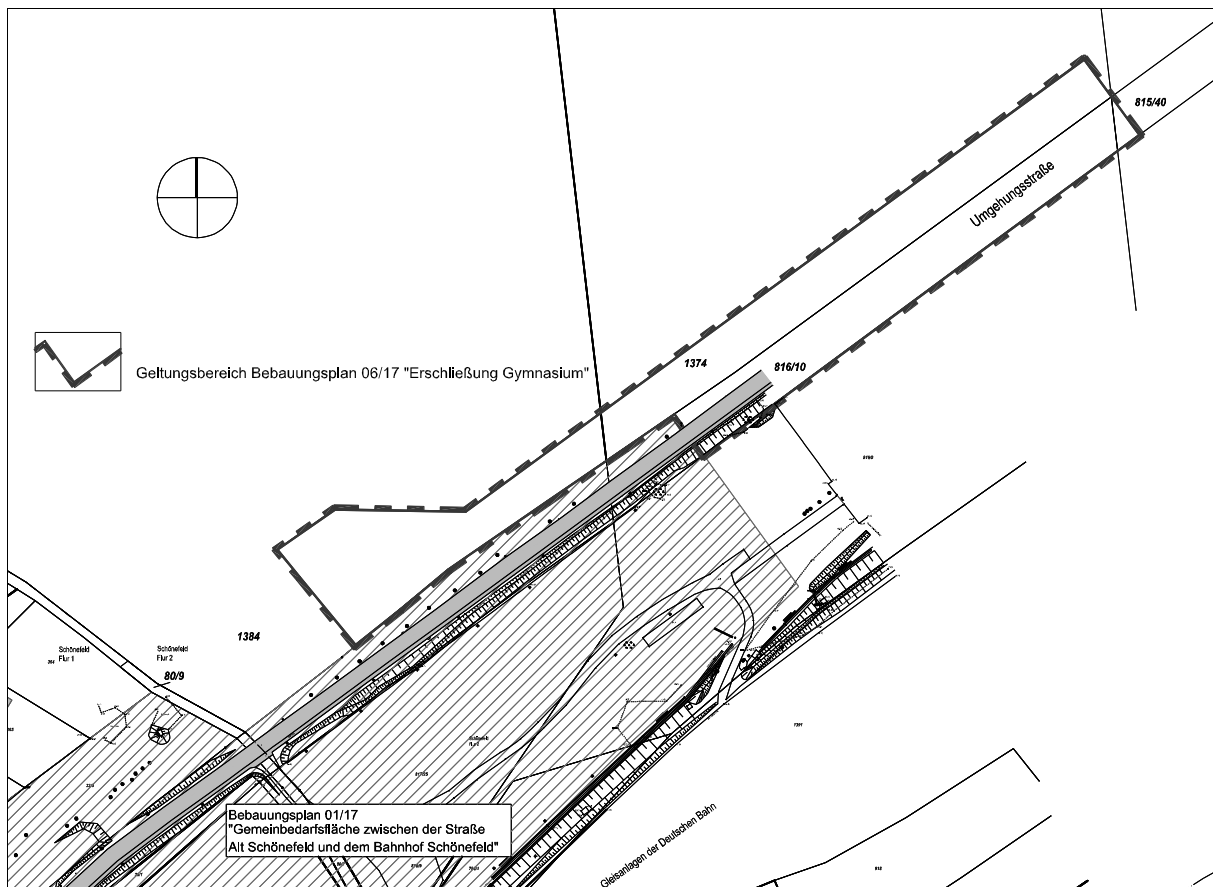 815/40
Umgehungsstraße
1374
816/10
Geltungsbereich Bebauungsplan 06/17 "Erschließung Gymnasium"
1384
Schönefeld
Flur 1
Schönefeld
Flur 2
80/9
Bebauungsplan 01/17
"Gemeinbedarfsfläche zwischen der Straße
Alt Schönefeld und dem Bahnhof Schönefeld"
Gleisanlagen der Deutschen Bahn